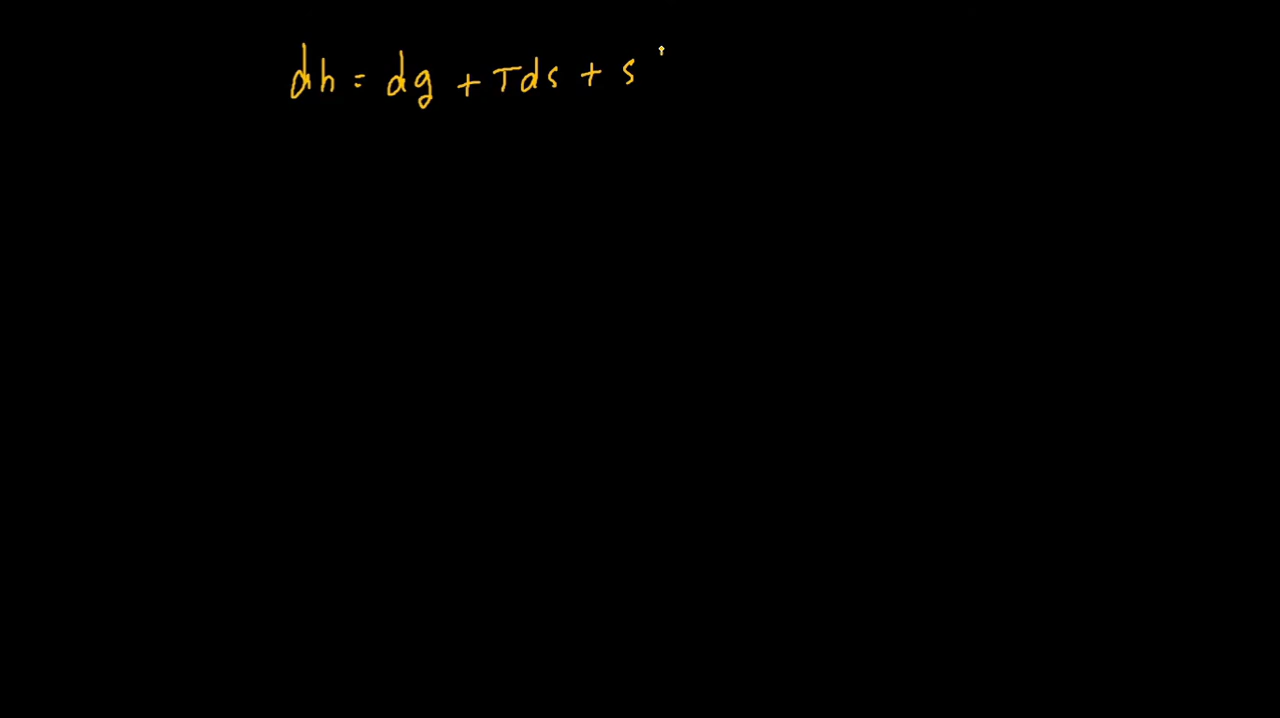 dh = dg + Tds + s